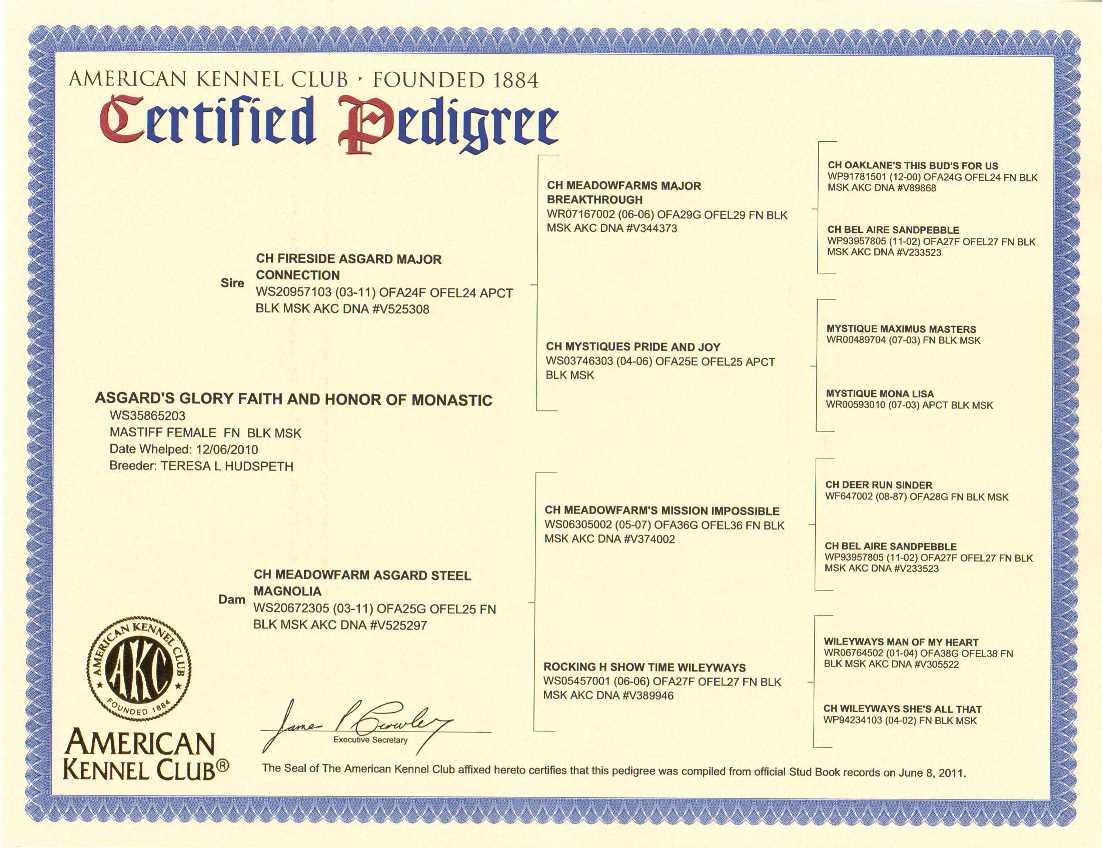 AMERICAN KENNEL CLUB · FOUNDED 1884
Certified Pedigree
CH OAKLANE'S THIS BUD'S FOR US
WP91781501 (12-00) OFA24G OFEL24 FN BLK
MSK AKC DNA #V89868
CH MEADOWFARMS MAJOR
BREAKTHROUGH
WR07167002 (06-06) OFA29G OFEL29 FN BLK
MSK AKC DNA #V344373
CH BEL AIRE SANDPEBBLE
WP93957805 (11-02) OFA27F OFEL27 FN BLK
MSK AKC DNA #V233523
Sire
CH FIRESIDE ASGARD MAJOR
CONNECTION
WS20957103 (03-11) OFA24F OFEL24 APCT
BLK MSK AKC DNA #V525308
MYSTIQUE MAXIMUS MASTERS
WR00489704 (07-03) FN BLK MSK
CH MYSTIQUES PRIDE AND JOY
WS03746303 (04-06) OFA25E OFEL25 APCT
BLK MSK
MYSTIQUE MONA LISA
WR00593010 (07-03) APCT BLK MSK
ASGARD'S GLORY FAITH AND HONOR OF MONASTIC
WS35865203
MASTIFF FEMALE FN BLK MSK
Date Whelped: 12/06/2010
Breeder: TERESA L HUDSPETH
CH DEER RUN SINDER
WF647002 (08-87) OFA28G FN BLK MSK
CH MEADOWFARM'S MISSION IMPOSSIBLE
WS06305002 (05-07) OFA36G OFEL36 FN BLK
MSK AKC DNA #V374002
CH BEL AIRE SANDPEBBLE
WP93957805 (11-02) OFA27F OFEL27 FN BLK
MSK AKC DNA #V233523
Dam
CH MEADOWFARM ASGARD STEEL
MAGNOLIA
WS20672305 (03-11) OFA25G OFEL25 FN
BLK MSK AKC DNA #V525297
WILEYWAYS MAN OF MY HEART
WR06764502 (01-04) OFA38G OFEL38 FN
BLK MSK AKC DNA #V305522
ROCKING H SHOW TIME WILEYWAYS
WS05457001 (06-06) OFA27F OFEL27 FN BLK
MSK AKC DNA #V389946
CH WILEYWAYS SHE'S ALL THAT
WP94234103 (04-02) FN BLK MSK
AMERICAN KENNEL CLUB
AKC
FOUNDED 1884
AMERICAN
KENNEL CLUB®
James P Crowley
Executive Secretary
The Seal of The American Kennel Club affixed hereto certifies that this pedigree was compiled from official Stud Book records on June 8, 2011.